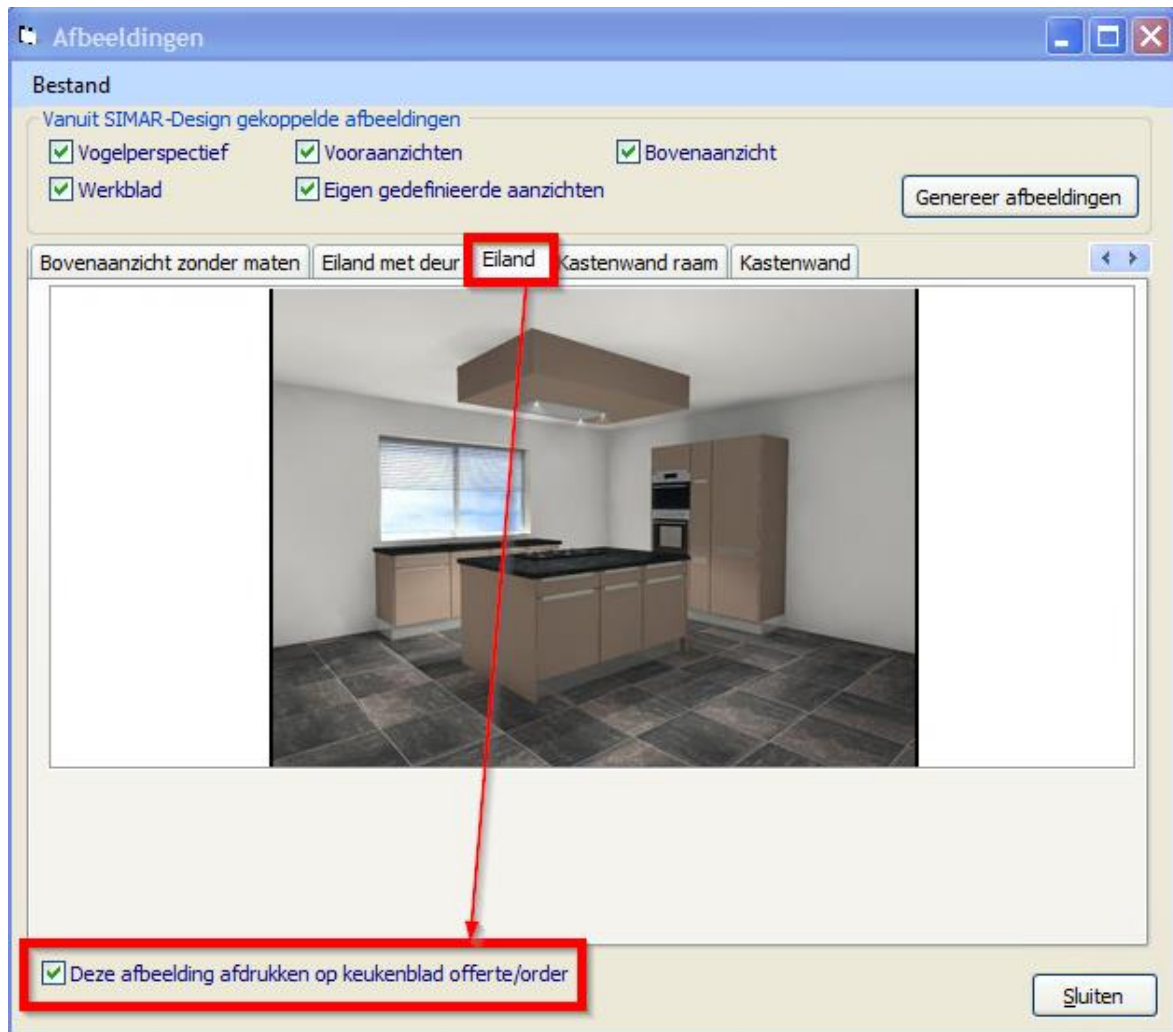 Afbeeldingen
Bestand
Vanuit SIMAR-Design gekoppelde afbeeldingen
Vogelperspectief Vooraanzichten Bovenaanzicht
Werkblad Eigen gedefinieerde aanzichten Genereer afbeeldingen
Bovenaanzicht zonder maten Eiland met deur Eiland Kastenwand raam Kastenwand
Deze afbeelding afdrukken op keukenblad offerte/order
Sluiten